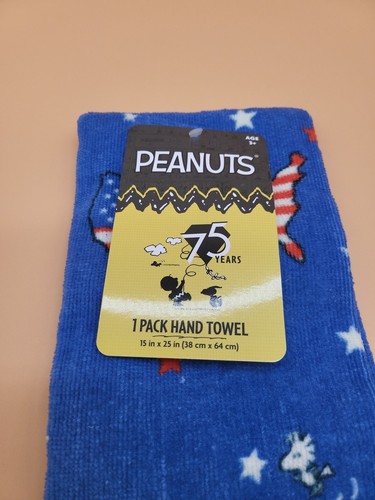 AGE
3+
PEANUTS®
75
YEARS
1 PACK HAND TOWEL
15 in x 25 in (38 cm x 64 cm)